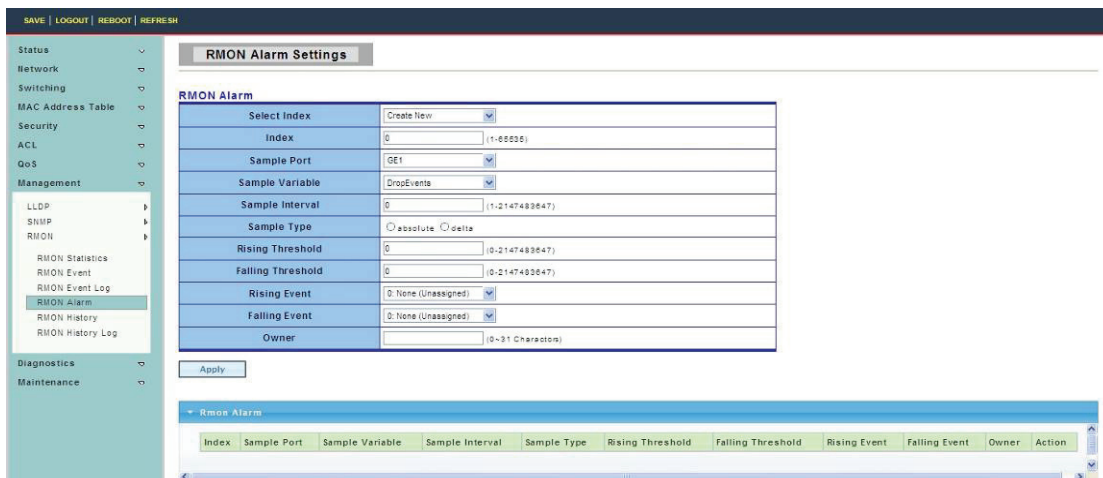 SAVE | LOGOUT | REBOOT | REFRESH
Status
Network
Switching
MAC Address Table
Security
ACL
QoS
Management
LLDP
SNMP
RMON
RMON Statistics
RMON Event
RMON Event Log
RMON Alarm
RMON History
RMON History Log
Diagnostics
Maintenance
RMON Alarm Settings
RMON Alarm
Select Index Create New
Index 0 (1-65535)
Sample Port GE1
Sample Variable DropEvents
Sample Interval 0 (1-2147483647)
Sample Type absolute delta
Rising Threshold 0 (0-2147483647)
Falling Threshold 0 (0-2147483647)
Rising Event 0: None (Unassigned)
Falling Event 0: None (Unassigned)
Owner (0~31 Charactors)
Apply
Rmon Alarm
Index Sample Port Sample Variable Sample Interval Sample Type Rising Threshold Falling Threshold Rising Event Falling Event Owner Action